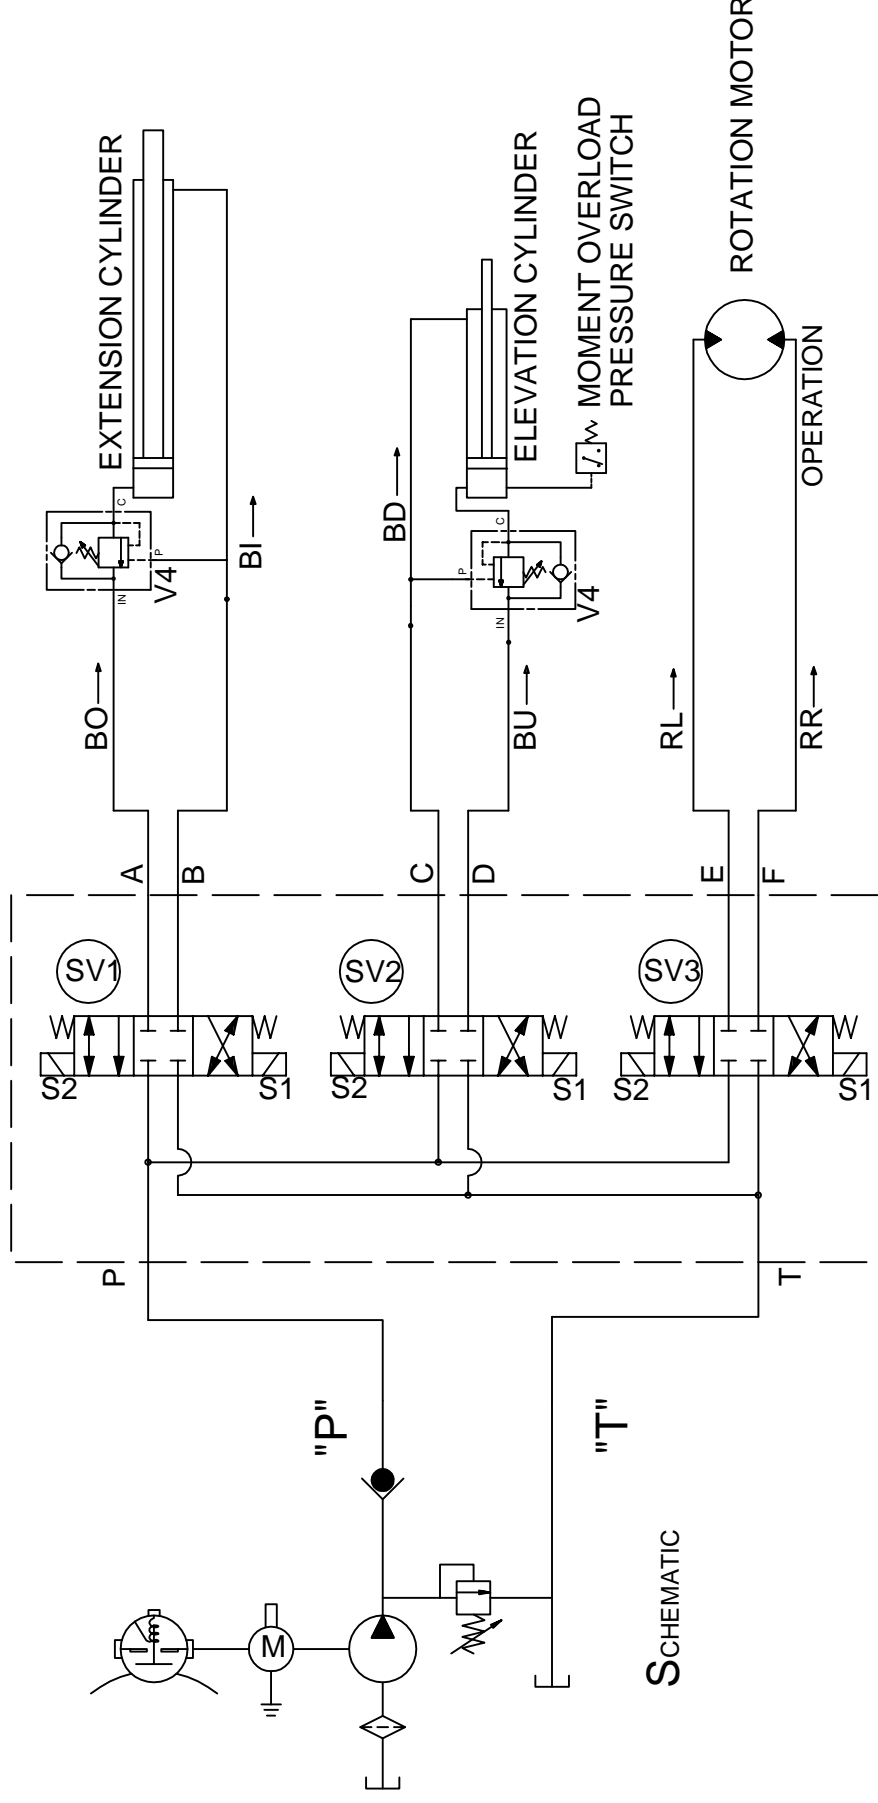 EXTENSION CYLINDER
C
P
IN
V4
BO
BI
BD
BU
ELEVATION CYLINDER
MOMENT OVERLOAD
PRESSURE SWITCH
P
C
IN
V4
ROTATION MOTOR
OPERATION
RL
RR
A
B
C
D
E
F
SV1
SV2
SV3
S2
S1
S2
S1
S2
S1
P
T
"P"
"T"
M
SCHEMATIC